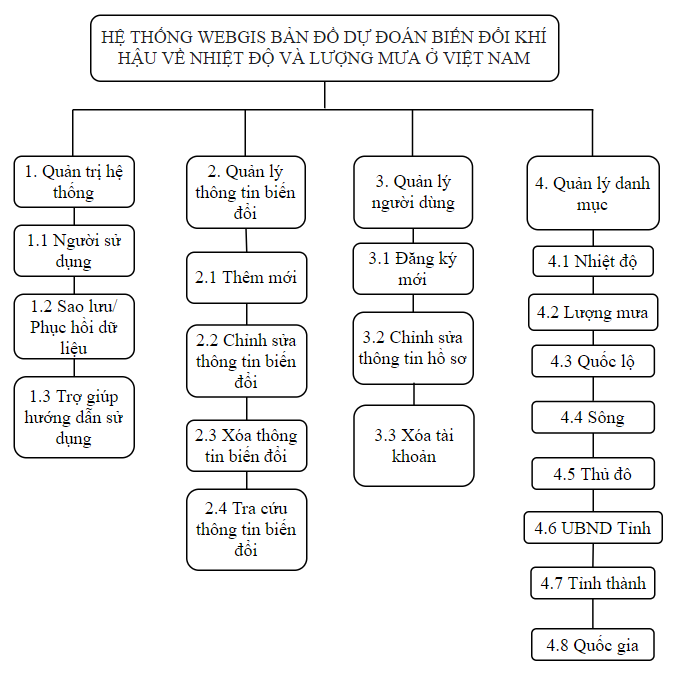 HỆ THỐNG WEBGIS BẢN ĐỒ DỰ ĐOÁN BIẾN ĐỔI KHÍ
HẬU VỀ NHIỆT ĐỘ VÀ LƯỢNG MƯA Ở VIỆT NAM
1. Quản trị hệ
thống
1.1 Người sử
dụng
1.2 Sao lưu/
Phục hồi dữ
liệu
1.3 Trợ giúp
hướng dẫn sử
dụng
2. Quản lý
thông tin biến
đổi
2.1 Thêm mới
2.2 Chỉnh sửa
thông tin biến
đổi
2.3 Xóa thông
tin biến đổi
2.4 Tra cứu
thông tin biến
đổi
3. Quản lý
người dùng
3.1 Đăng ký
mới
3.2 Chỉnh sửa
thông tin hồ sơ
3.3 Xóa tài
khoản
4. Quản lý danh
mục
4.1 Nhiệt độ
4.2 Lượng mưa
4.3 Quốc lộ
4.4 Sông
4.5 Thủ đô
4.6 UBND Tỉnh
4.7 Tỉnh thành
4.8 Quốc gia